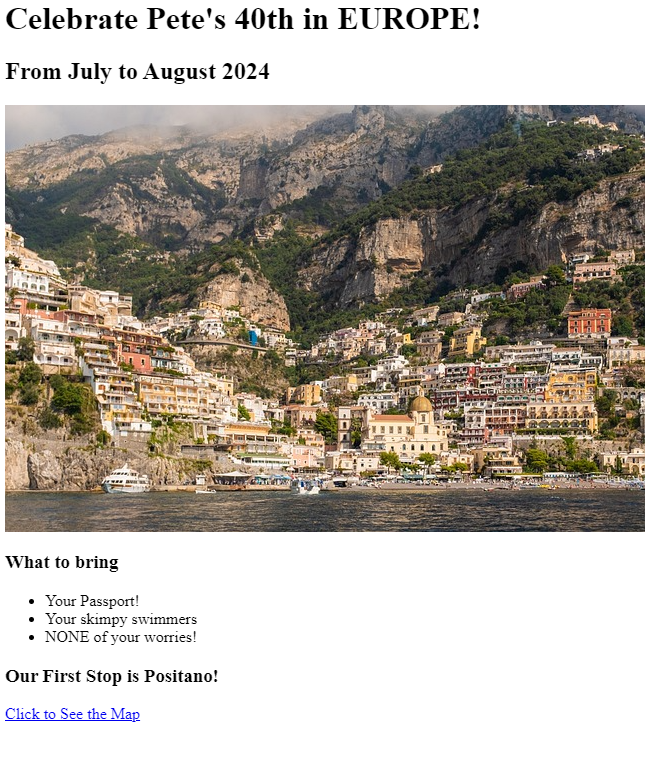 Celebrate Pete's 40th in EUROPE!
From July to August 2024
What to bring
Your Passport!
Your skimpy swimmers
NONE of your worries!
Our First Stop is Positano!
Click to See the Map